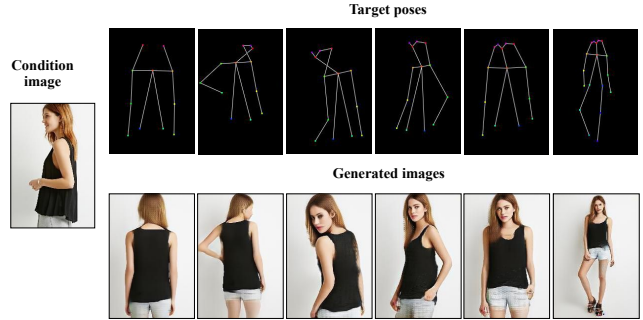 Target poses
Condition
image
Generated images